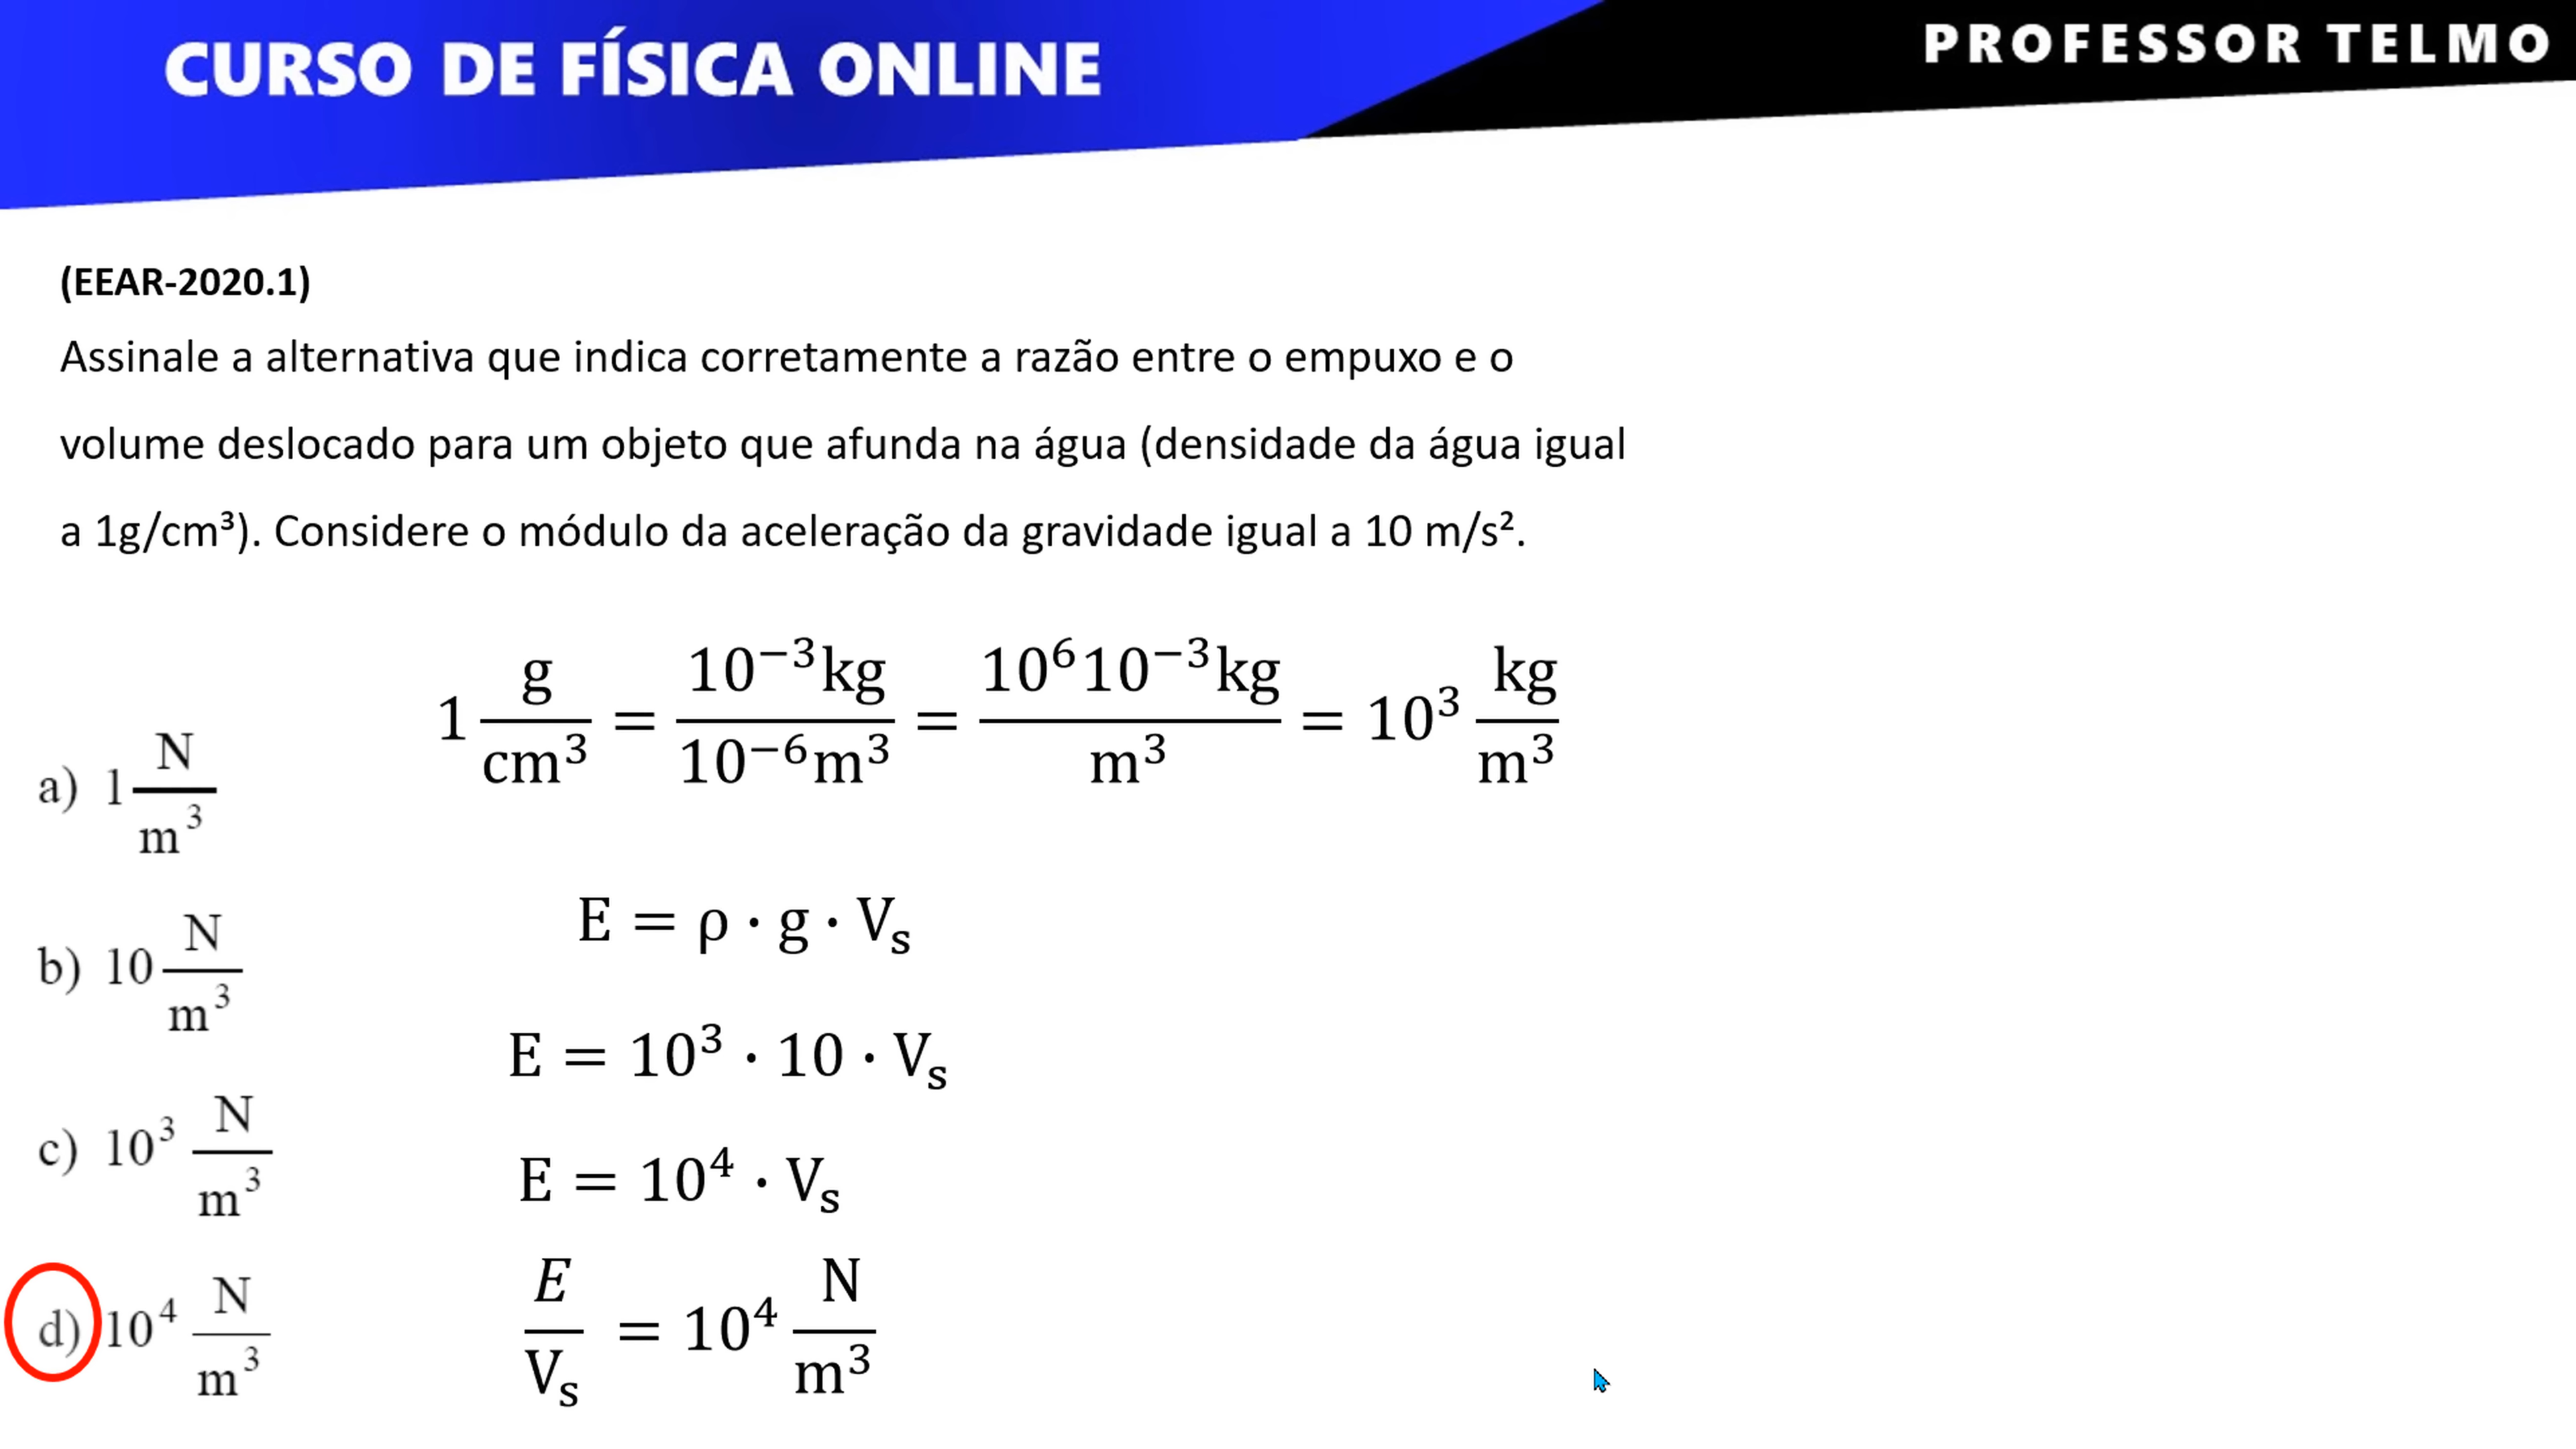 CURSO DE FÍSICA ONLINE
PROFESSOR TELMO
(EEAR-2020.1)
Assinale a alternativa que indica corretamente a razão entre o empuxo e o
volume deslocado para um objeto que afunda na água (densidade da água igual
a 1g/cm³). Considere o módulo da aceleração da gravidade igual a 10 m/s².
1 g/cm³ = 10⁻³kg/10⁻⁶m³ = 10⁶10⁻³kg/m³ = 10³ kg/m³
a) 1 N/m³
b) 10 N/m³
c) 10³ N/m³
d) 10⁴ N/m³
E = ρ · g · Vₛ
E = 10³ · 10 · Vₛ
E = 10⁴ · Vₛ
E/Vₛ = 10⁴ N/m³